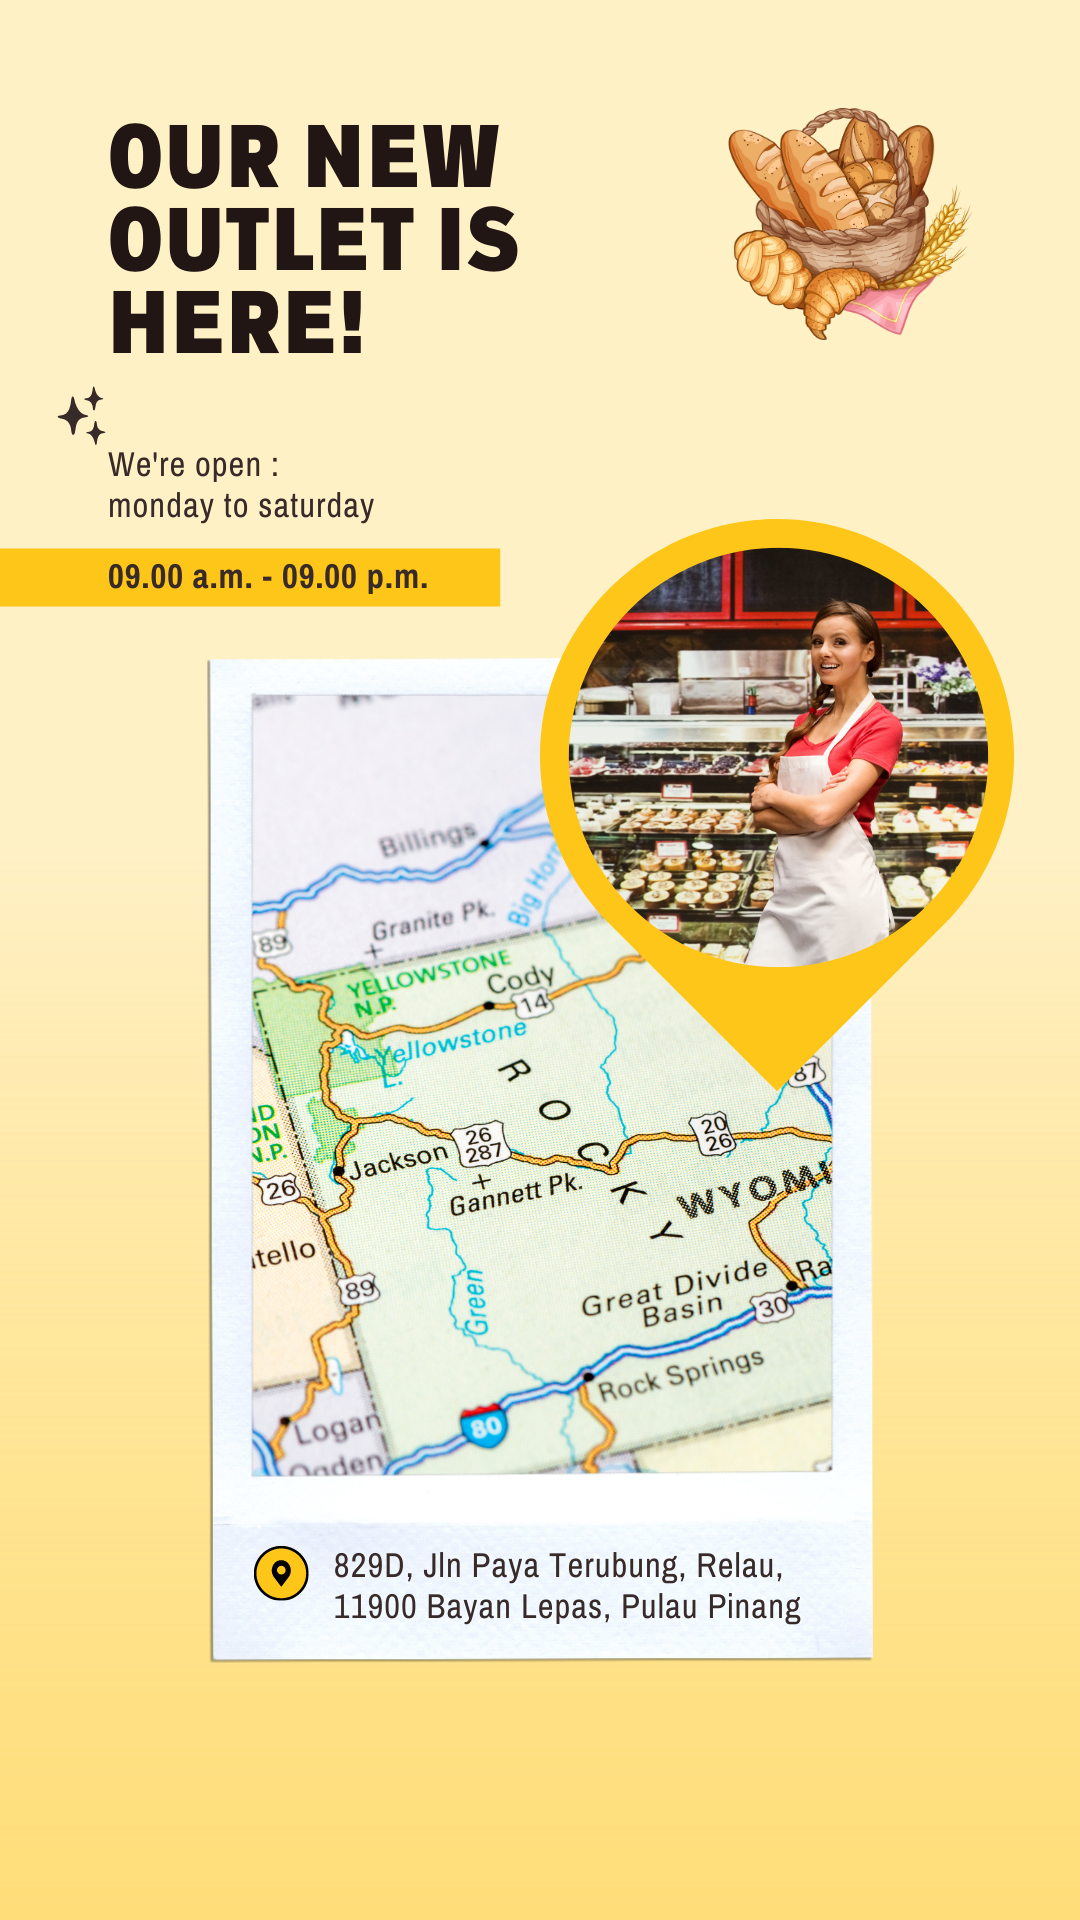 OUR NEW
OUTLET IS
HERE!
We're open :
monday to saturday
09.00 a.m. - 09.00 p.m.
Billings
Big Horn
Granite Pk.
89
YELLOWSTONE
N.P.
Cody
14
Yellowstone
L.
87
R O C K Y
ND
ON
N.P.
26
287
20
26
Jackson
Gannett Pk.
26
WYOMI
tello
89
Green
Great Divide
Basin
Ra
30
Rock Springs
80
Logan
Ogden
829D, Jln Paya Terubung, Relau,
11900 Bayan Lepas, Pulau Pinang